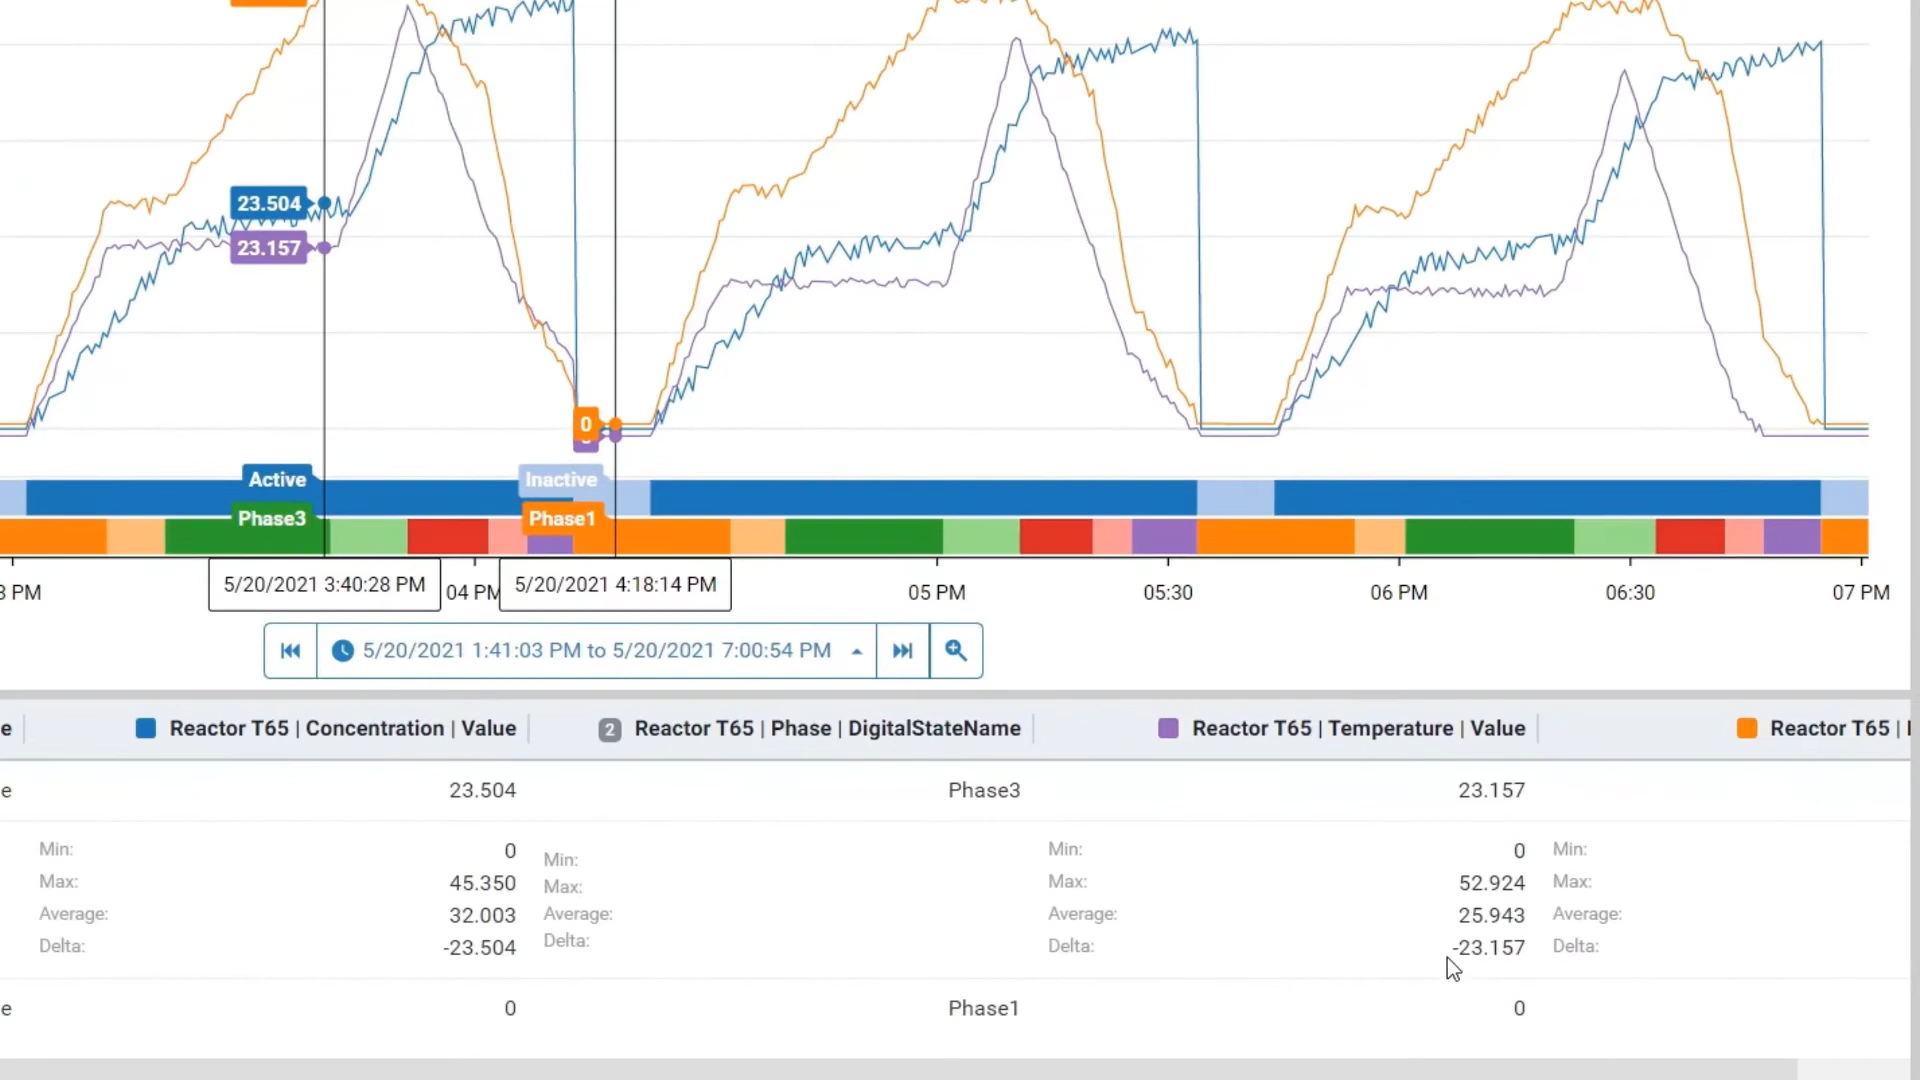 23.504
23.157
0
Active
Inactive
Phase3
Phase1
5/20/2021 3:40:28 PM
5/20/2021 4:18:14 PM
PM
04 PM
05 PM
05:30
06 PM
06:30
07 PM
5/20/2021 1:41:03 PM to 5/20/2021 7:00:54 PM
e Reactor T65 | Concentration | Value 2 Reactor T65 | Phase | DigitalStateName Reactor T65 | Temperature | Value Reactor T65 |
e 23.504 Phase3 23.157
Min: 0 Min: Min: 0 Min:
Max: 45.350 Max: Max: 52.924 Max:
Average: 32.003 Average: Average: 25.943 Average:
Delta: -23.504 Delta: Delta: -23.157 Delta:
e 0 Phase1 0